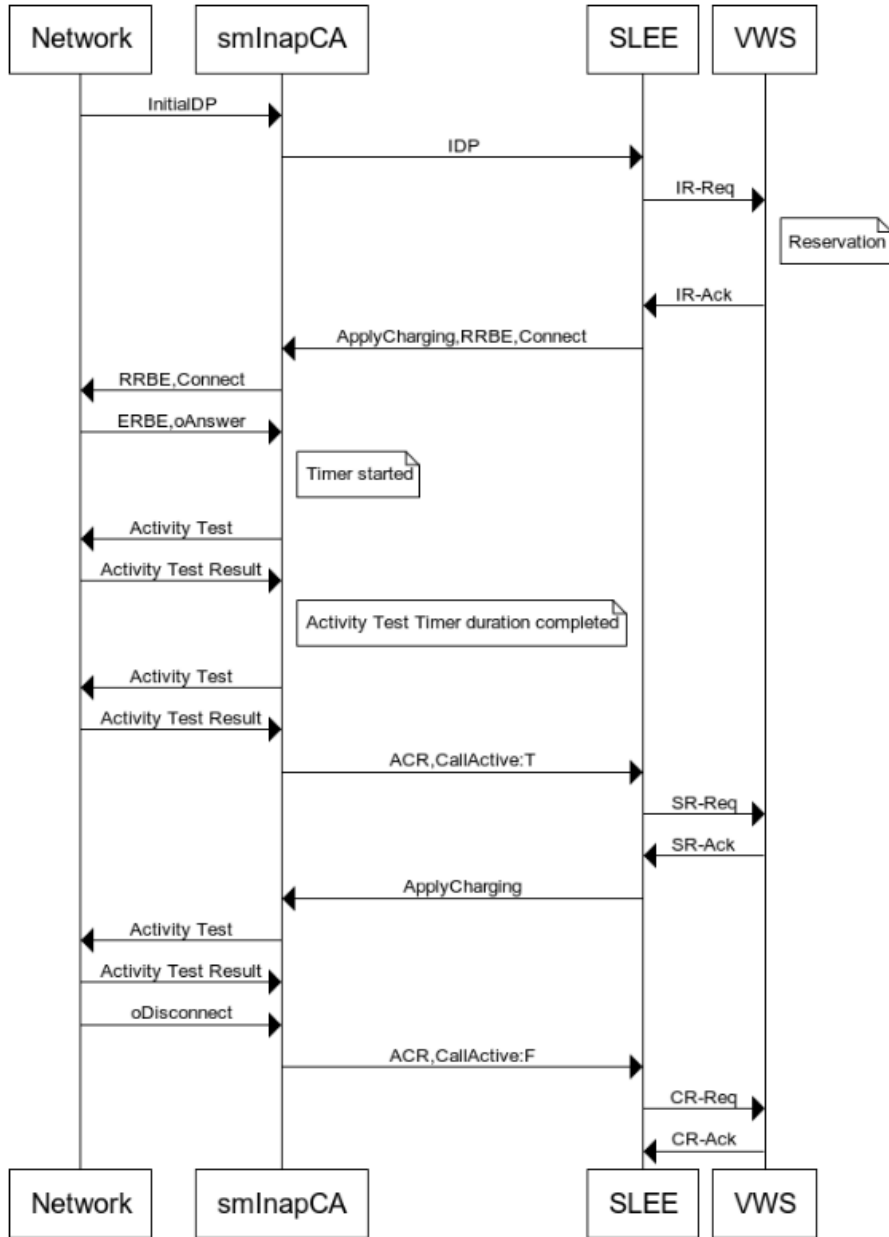 Network smInapCA SLEE VWS
InitialDP
IDP
IR-Req
Reservation
IR-Ack
ApplyCharging,RRBE,Connect
RRBE,Connect
ERBE,oAnswer
Timer started
Activity Test
Activity Test Result
Activity Test Timer duration completed
Activity Test
Activity Test Result
ACR,CallActive:T
SR-Req
SR-Ack
ApplyCharging
Activity Test
Activity Test Result
oDisconnect
ACR,CallActive:F
CR-Req
CR-Ack
Network smInapCA SLEE VWS